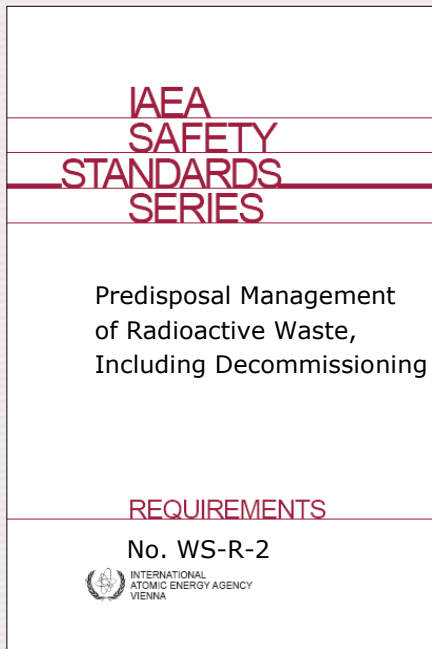 IAEA
SAFETY
STANDARDS
SERIES
Predisposal Management
of Radioactive Waste,
Including Decommissioning
REQUIREMENTS
No. WS-R-2
INTERNATIONAL
ATOMIC ENERGY AGENCY
VIENNA